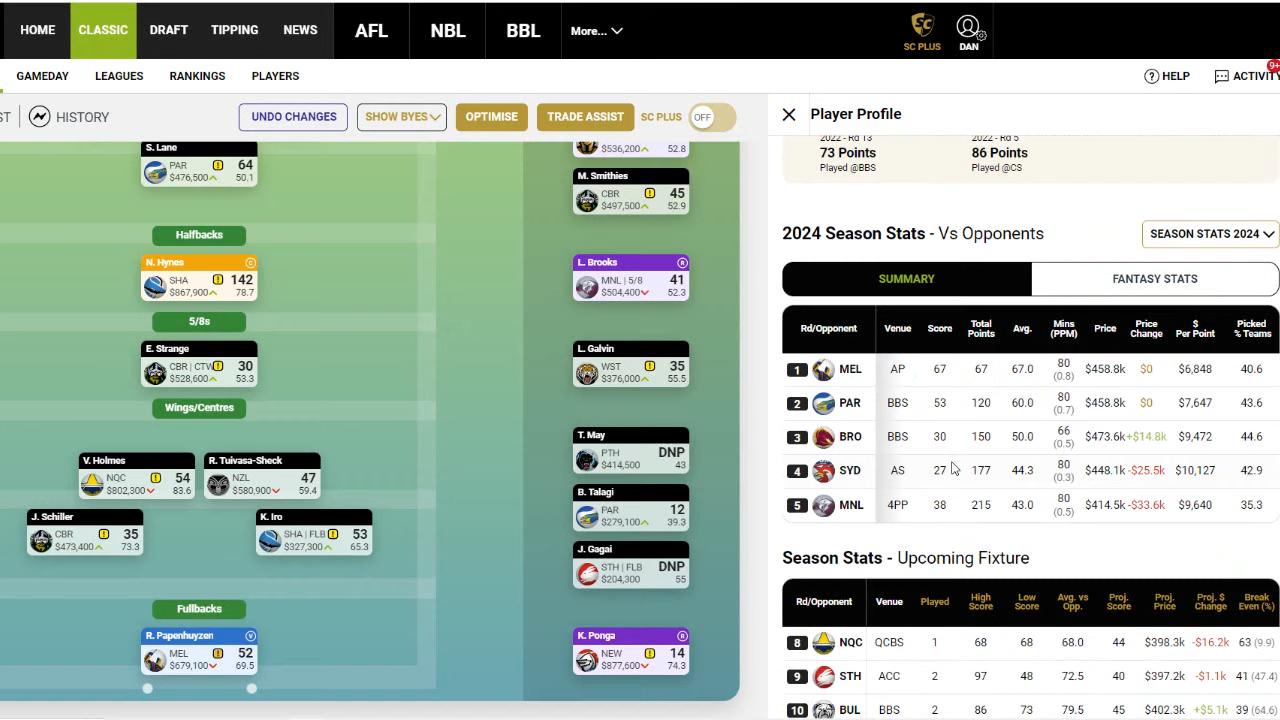 HOME CLASSIC DRAFT TIPPING NEWS AFL NBL BBL More... SC SC PLUS DAN
GAMEDAY LEAGUES RANKINGS PLAYERS ? HELP ACTIVITY 9+
ST HISTORY UNDO CHANGES SHOW BYES OPTIMISE TRADE ASSIST SC PLUS OFF
S. Lane
PAR ! 64
$476,500 50.1
Halfbacks
N. Hynes C
SHA ! 142
$867,900 78.7
5/8s
E. Strange
CBR | CTW ! 30
$528,600 53.3
Wings/Centres
V. Holmes
NQC ! 54
$802,300 83.6
R. Tuivasa-Sheck
NZL 47
$580,900 59.4
J. Schiller
CBR ! 35
$473,400 73.3
K. Iro
SHA | FLB ! 53
$327,300 65.3
Fullbacks
R. Papenhuyzen V
MEL ! 52
$679,100 69.5
$536,200 52.8
M. Smithies
CBR ! 45
$497,500 52.9
L. Brooks R
MNL | 5/8 41
$504,400 52.3
L. Galvin
WST ! 35
$376,000 55.5
T. May
PTH DNP
$414,500 43
B. Talagi
PAR 12
$279,100 39.3
J. Gagai
STH | FLB DNP
$204,300 55
K. Ponga R
NEW ! 14
$877,600 74.3
Player Profile
2022 - Rd 13 2022 - Rd 5
73 Points 86 Points
Played @BBS Played @CS
2024 Season Stats - Vs Opponents SEASON STATS 2024
SUMMARY FANTASY STATS
Rd/Opponent Venue Score Total Points Avg. Mins (PPM) Price Price Change $ Per Point Picked % Teams
1 MEL AP 67 67 67.0 80 (0.8) $458.8k $0 $6,848 40.6
2 PAR BBS 53 120 60.0 80 (0.7) $458.8k $0 $7,647 43.6
3 BRO BBS 30 150 50.0 66 (0.5) $473.6k +$14.8k $9,472 44.6
4 SYD AS 27 177 44.3 80 (0.3) $448.1k -$25.5k $10,127 42.9
5 MNL 4PP 38 215 43.0 80 (0.5) $414.5k -$33.6k $9,640 35.3
Season Stats - Upcoming Fixture
Rd/Opponent Venue Played High Score Low Score Avg. vs Opp. Proj. Score Proj. Price Proj. $ Change Break Even (%)
8 NQC QCBS 1 68 68 68.0 44 $398.3k -$16.2k 63 (9.9)
9 STH ACC 2 97 48 72.5 40 $397.2k -$1.1k 41 (47.4)
10 BUL BBS 2 86 73 79.5 45 $402.3k +$5.1k 39 (64.6)